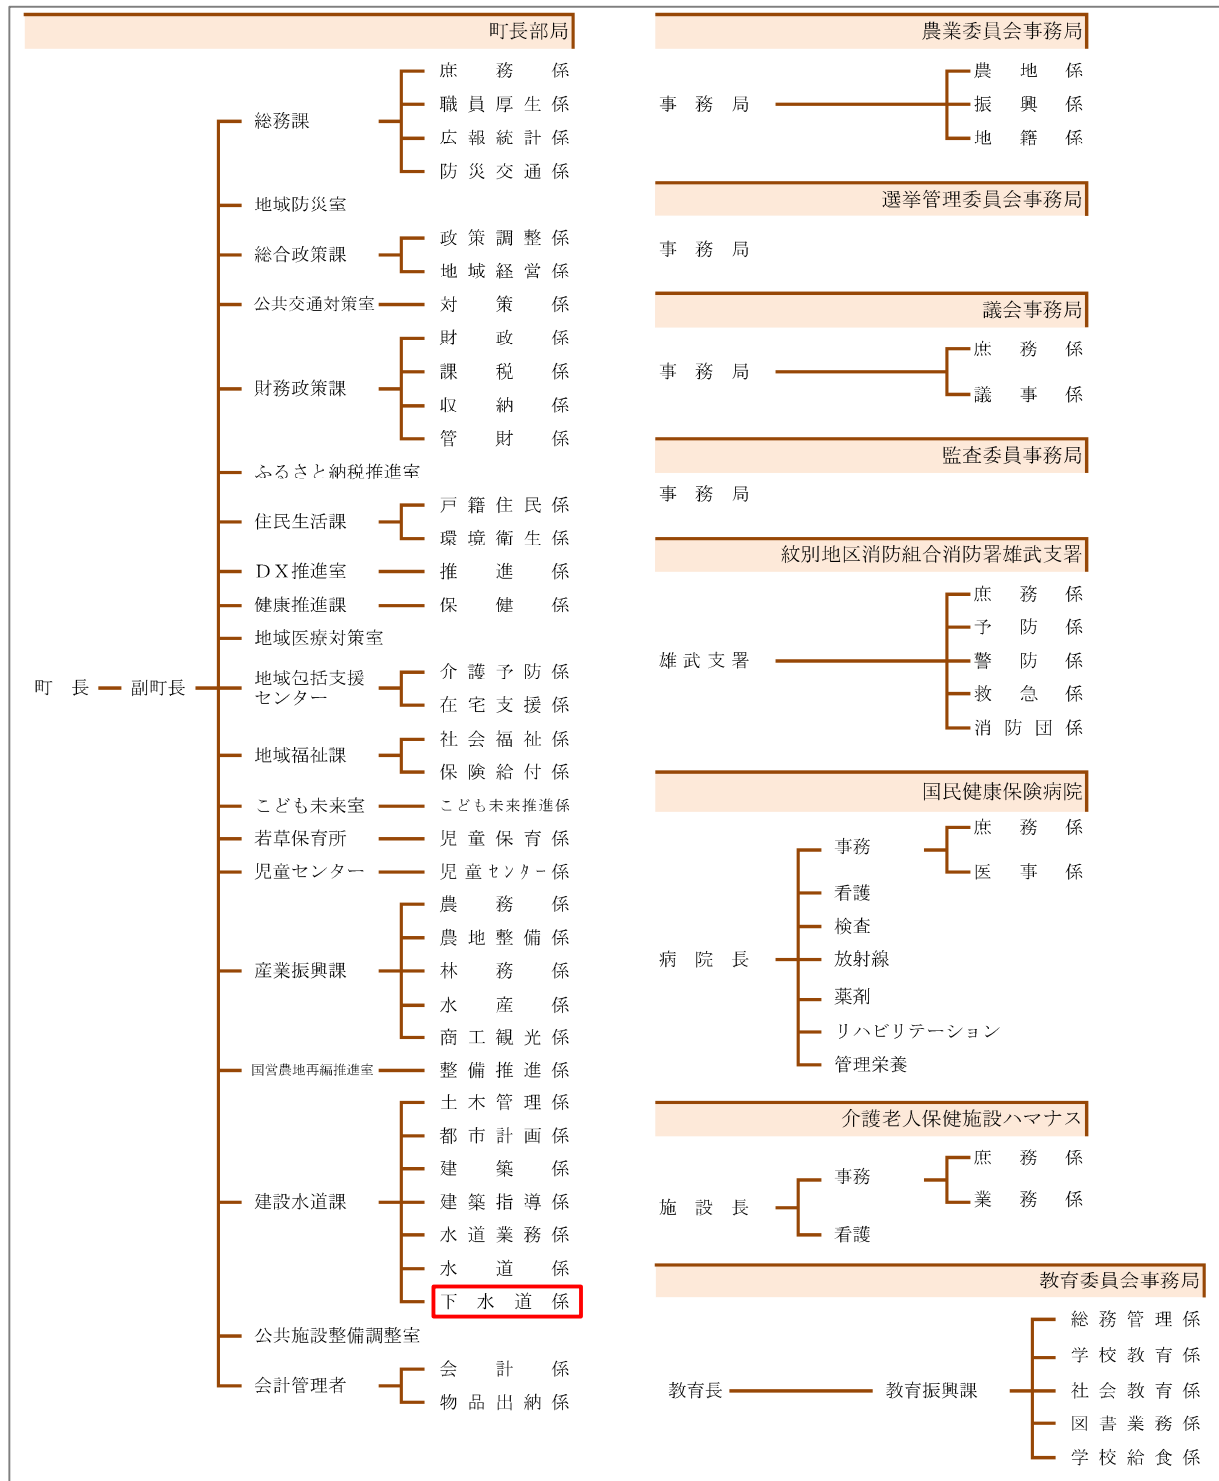 町長部局
町長
副町長
総務課
庶務係
職員厚生係
広報統計係
防災交通係
地域防災室
総合政策課
政策調整係
地域経営係
公共交通対策室
対策係
財務政策課
財政係
課税係
収納係
管財係
ふるさと納税推進室
住民生活課
戸籍住民係
環境衛生係
DX推進室
推進係
健康推進課
保健係
地域医療対策室
地域包括支援
センター
介護予防係
在宅支援係
地域福祉課
社会福祉係
保険給付係
こども未来室
こども未来推進係
若草保育所
児童保育係
児童センター
児童センター係
産業振興課
農務係
農地整備係
林務係
水産係
商工観光係
国営農地再編推進室
整備推進係
建設水道課
土木管理係
都市計画係
建築係
建築指導係
水道業務係
水道係
下水道係
公共施設整備調整室
会計管理者
会計係
物品出納係
農業委員会事務局
事務局
農地係
振興係
地籍係
選挙管理委員会事務局
事務局
議会事務局
事務局
庶務係
議事係
監査委員事務局
事務局
紋別地区消防組合消防署雄武支署
雄武支署
庶務係
予防係
警防係
救急係
消防団係
国民健康保険病院
病院長
事務
庶務係
医事係
看護
検査
放射線
薬剤
リハビリテーション
管理栄養
介護老人保健施設ハマナス
施設長
事務
庶務係
業務係
看護
教育委員会事務局
教育長
教育振興課
総務管理係
学校教育係
社会教育係
図書業務係
学校給食係